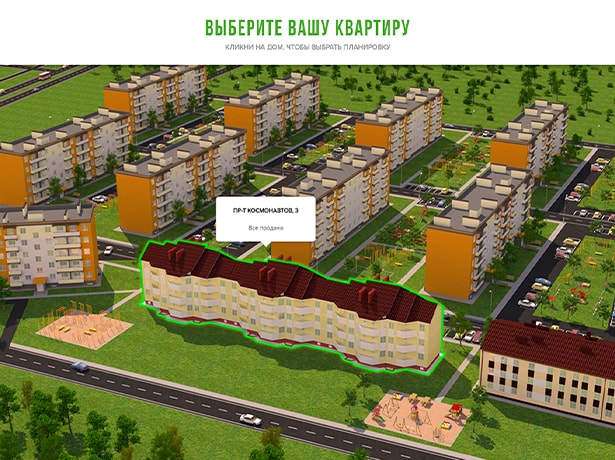 ВЫБЕРИТЕ ВАШУ КВАРТИРУ
КЛИКНИ НА ДОМ, ЧТОБЫ ВЫБРАТЬ ПЛАНИРОВКУ
ПР-Т КОСМОНАВТОВ, 3
Все продано